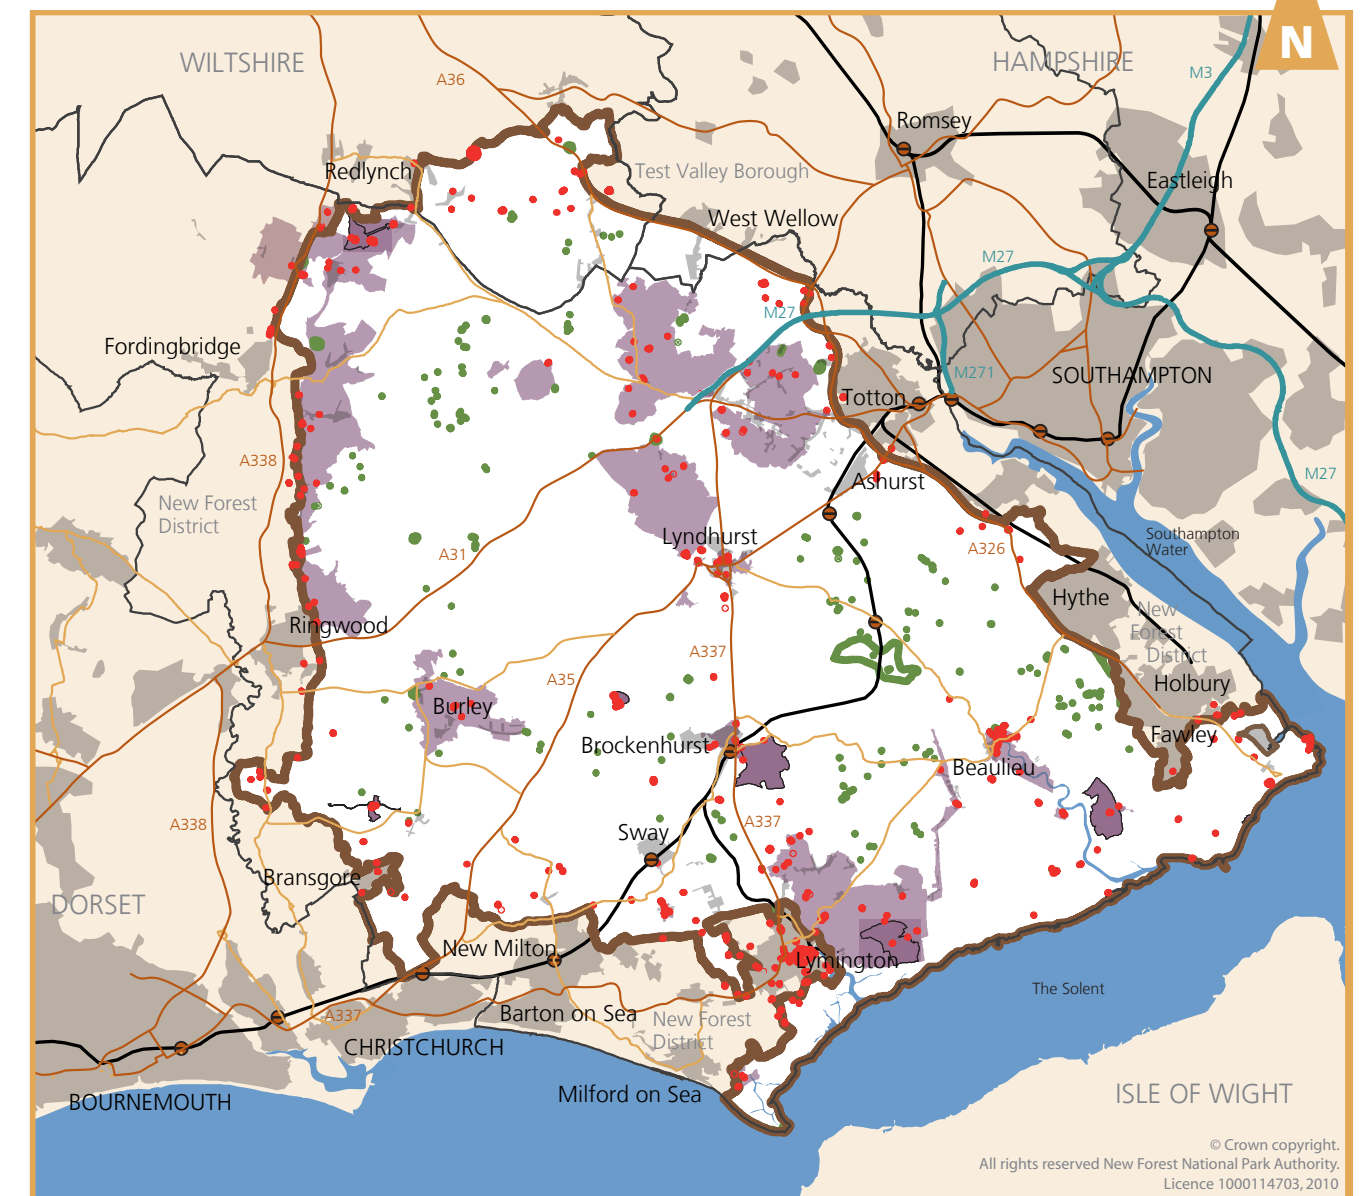 N
WILTSHIRE
HAMPSHIRE
A36
M3
Romsey
Redlynch
Test Valley Borough
Eastleigh
West Wellow
M27
M27
Fordingbridge
M271
SOUTHAMPTON
Totton
A338
M27
Ashurst
New Forest
District
Lyndhurst
Southampton
Water
A31
A326
Hythe
New
Forest
District
Ringwood
A337
A35
Holbury
Burley
Brockenhurst
Fawley
Beaulieu
A338
A337
Sway
Bransgore
DORSET
New Milton
Lymington
The Solent
A337
Barton on Sea
New Forest
District
CHRISTCHURCH
Milford on Sea
ISLE OF WIGHT
BOURNEMOUTH
© Crown copyright.
All rights reserved New Forest National Park Authority.
Licence 1000114703, 2010